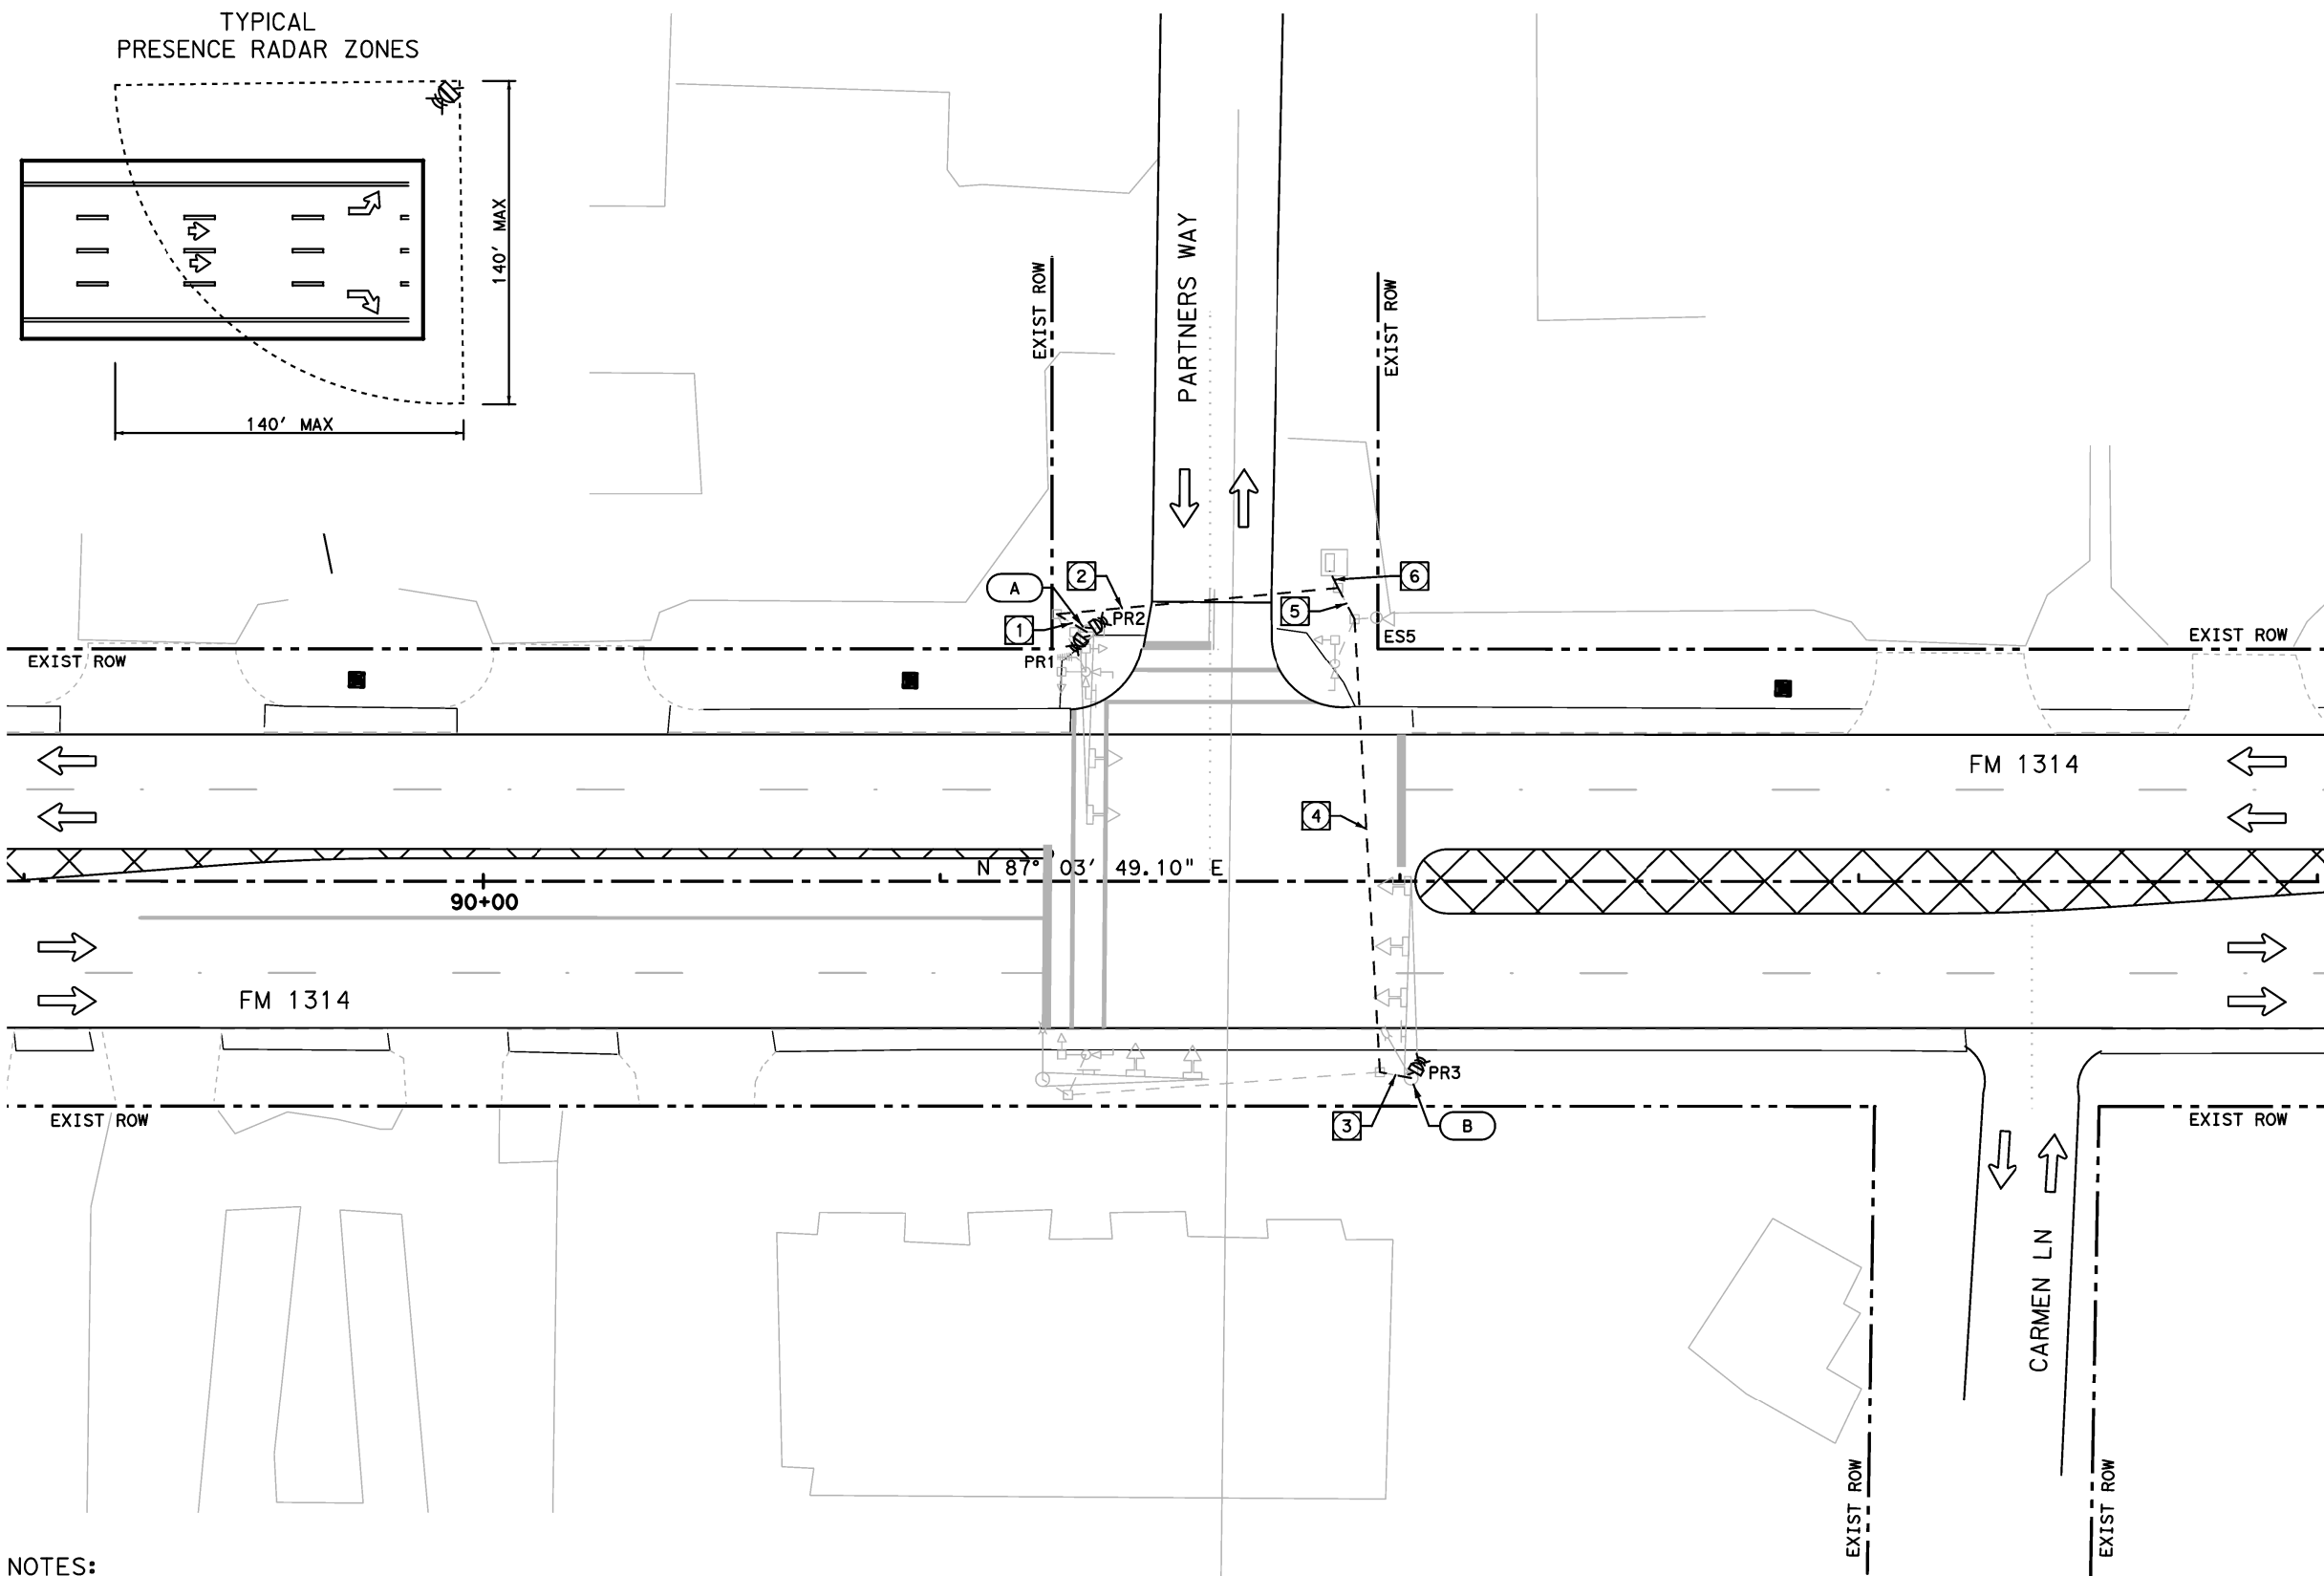 TYPICAL
PRESENCE RADAR ZONES
140' MAX
140' MAX
PARTNERS WAY
EXIST ROW
EXIST ROW
A
2
1
PR2
PR1
6
5
ES5
EXIST ROW
EXIST ROW
FM 1314
4
N 87° 03' 49.10" E
90+00
FM 1314
PR3
3
B
EXIST ROW
EXIST ROW
CARMEN LN
EXIST ROW
EXIST ROW
NOTES: